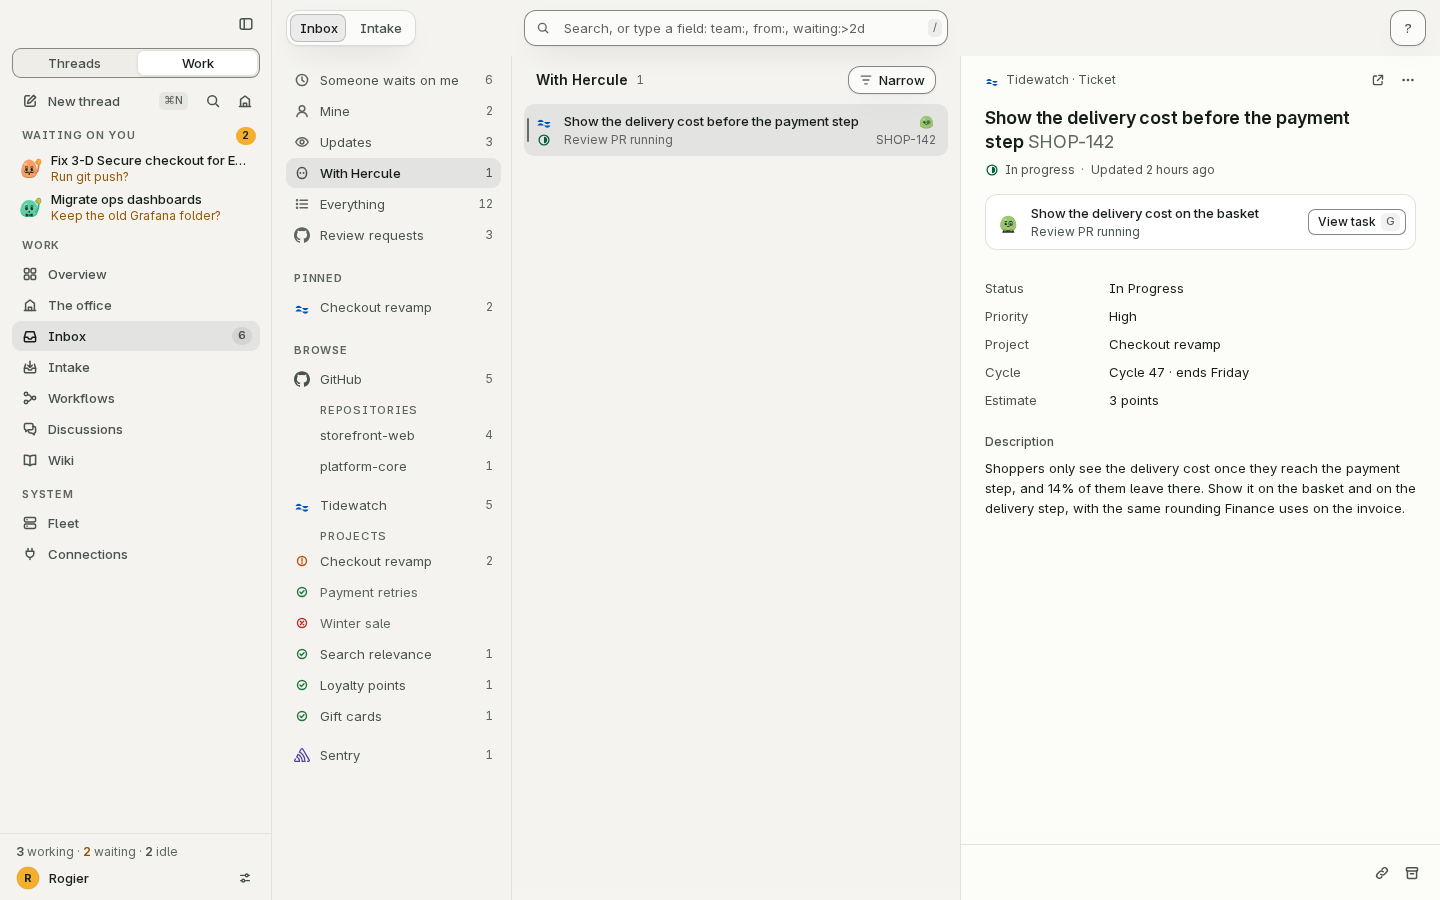 Threads
Work
New thread
⌘N
WAITING ON YOU
2
Fix 3-D Secure checkout for E…
Run git push?
Migrate ops dashboards
Keep the old Grafana folder?
WORK
Overview
The office
Inbox
6
Intake
Workflows
Discussions
Wiki
SYSTEM
Fleet
Connections
3 working · 2 waiting · 2 idle
R
Rogier
Inbox
Intake
Someone waits on me
6
Mine
2
Updates
3
With Hercule
1
Everything
12
Review requests
3
PINNED
Checkout revamp
2
BROWSE
GitHub
5
REPOSITORIES
storefront-web
4
platform-core
1
Tidewatch
5
PROJECTS
Checkout revamp
2
Payment retries
Winter sale
Search relevance
1
Loyalty points
1
Gift cards
1
Sentry
1
Search, or type a field: team:, from:, waiting:>2d
/
With Hercule 1
Narrow
Show the delivery cost before the payment step
Review PR running
SHOP-142
?
Tidewatch · Ticket
Show the delivery cost before the payment
step SHOP-142
In progress · Updated 2 hours ago
Show the delivery cost on the basket
Review PR running
View task G
Status
In Progress
Priority
High
Project
Checkout revamp
Cycle
Cycle 47 · ends Friday
Estimate
3 points
Description
Shoppers only see the delivery cost once they reach the payment
step, and 14% of them leave there. Show it on the basket and on the
delivery step, with the same rounding Finance uses on the invoice.